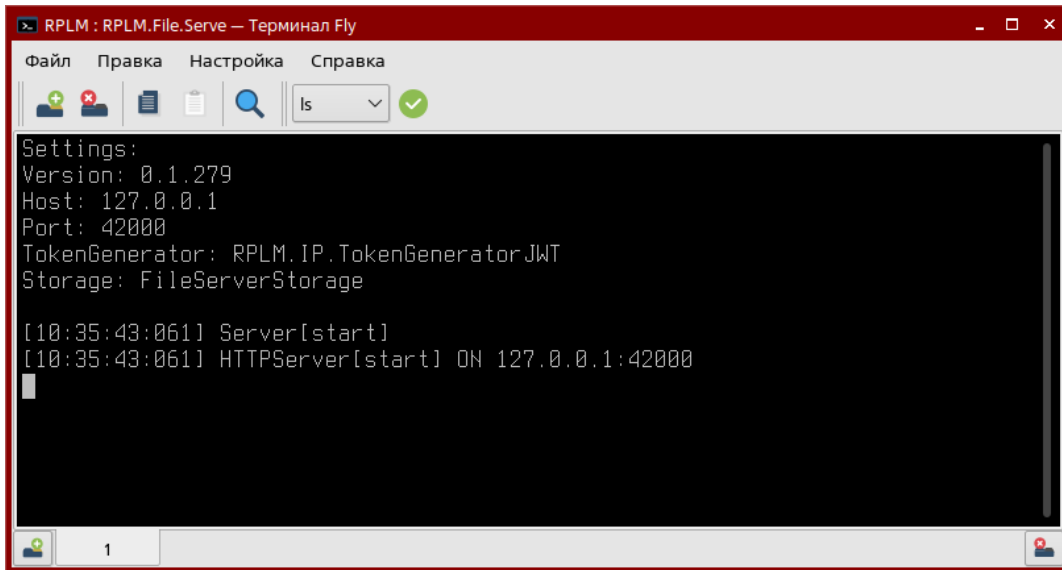 RPLM : RPLM.File.Serve — Терминал Fly
Файл Правка Настройка Справка
ls
Settings:
Version: 0.1.279
Host: 127.0.0.1
Port: 42000
TokenGenerator: RPLM.IP.TokenGeneratorJWT
Storage: FileServerStorage
[10:35:43:061] Server[start]
[10:35:43:061] HTTPServer[start] ON 127.0.0.1:42000
1